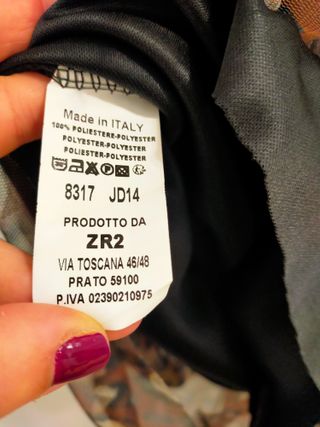 Made in ITALY
100% POLIESTERE-POLYESTER
POLYESTER-POLYESTER
POLIESTER-POLYESTER
8317 JD14
PRODOTTO DA
ZR2
VIA TOSCANA 46/48
PRATO 59100
P.IVA 02390210975